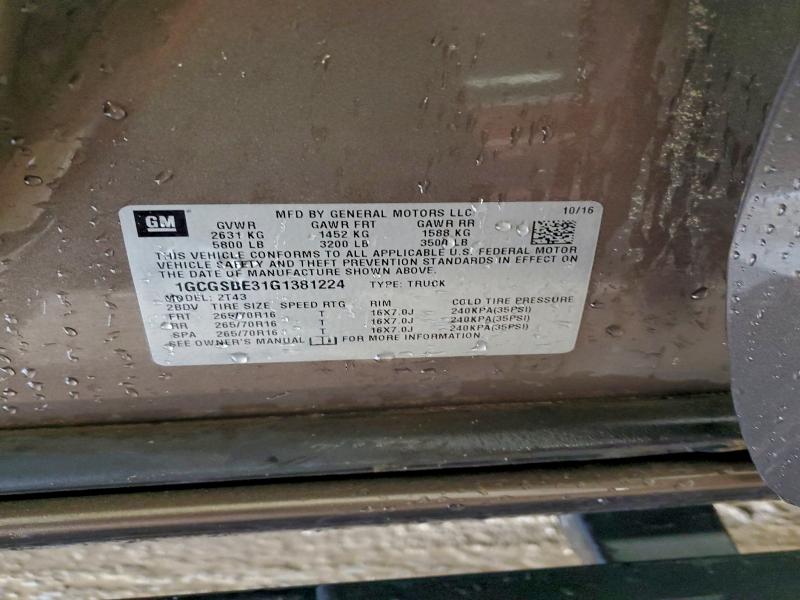 GM
MFD BY GENERAL MOTORS LLC 10/16
GVWR GAWR FRT GAWR RR
2631 KG 1452 KG 1588 KG
5800 LB 3200 LB 3500 LB
THIS VEHICLE CONFORMS TO ALL APPLICABLE U.S. FEDERAL MOTOR
VEHICLE SAFETY AND THEFT PREVENTION STANDARDS IN EFFECT ON
THE DATE OF MANUFACTURE SHOWN ABOVE.
1GCGSBE31G1381224 TYPE: TRUCK
MODEL: 2T43
2BDV TIRE SIZE SPEED RTG RIM COLD TIRE PRESSURE
FRT 265/70R16 T 16X7.0J 240KPA(35PSI)
RR 265/70R16 T 16X7.0J 240KPA(35PSI)
SPA 265/70R16 T 16X7.0J 240KPA(35PSI)
SEE OWNER'S MANUAL FOR MORE INFORMATION